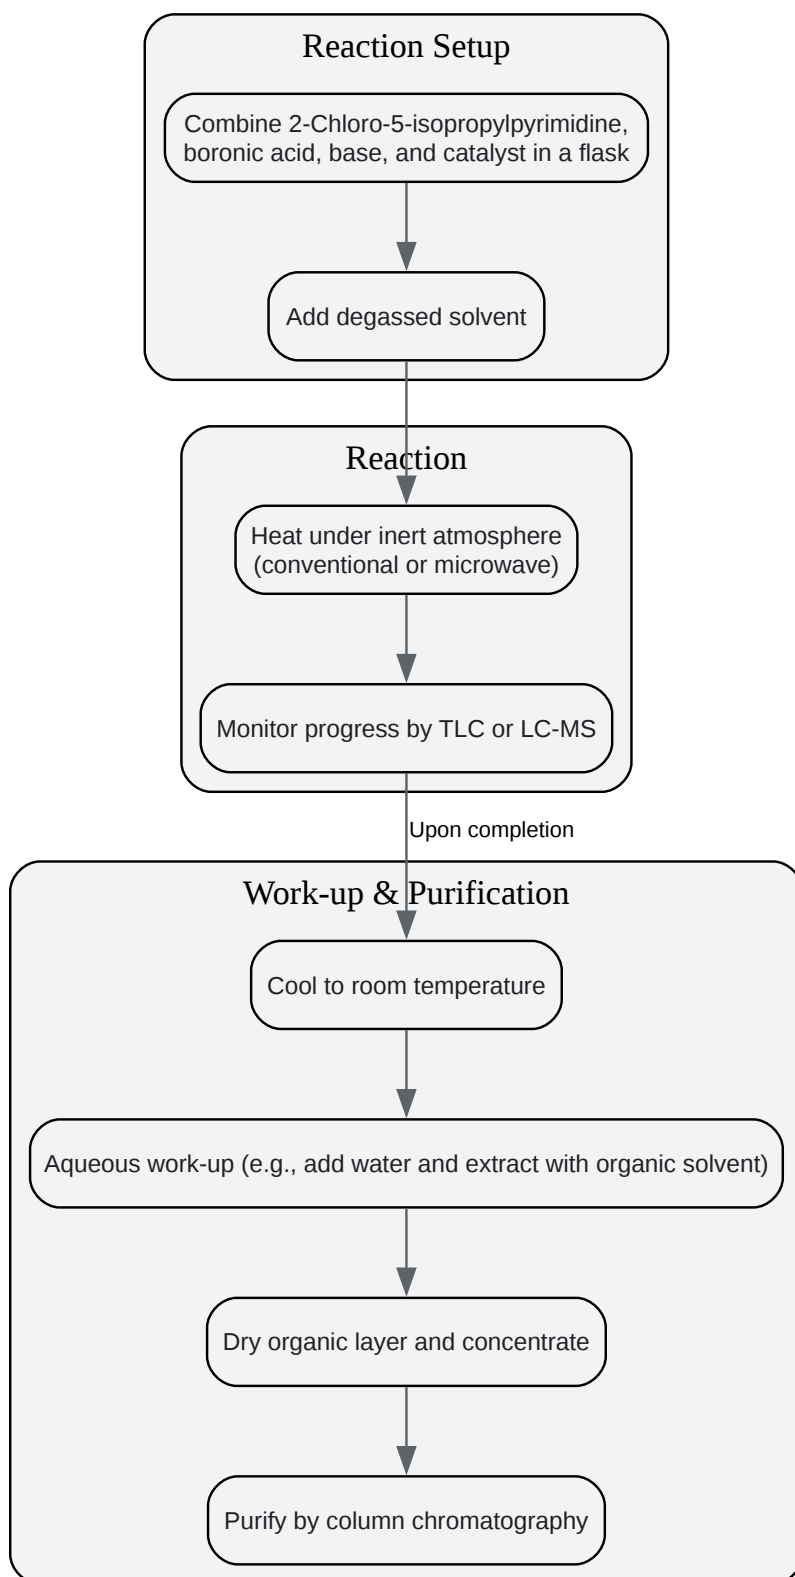 Reaction Setup
Combine 2-Chloro-5-isopropylpyrimidine,
boronic acid, base, and catalyst in a flask
Add degassed solvent
Reaction
Heat under inert atmosphere
(conventional or microwave)
Monitor progress by TLC or LC-MS
Upon completion
Work-up & Purification
Cool to room temperature
Aqueous work-up (e.g., add water and extract with organic solvent)
Dry organic layer and concentrate
Purify by column chromatography